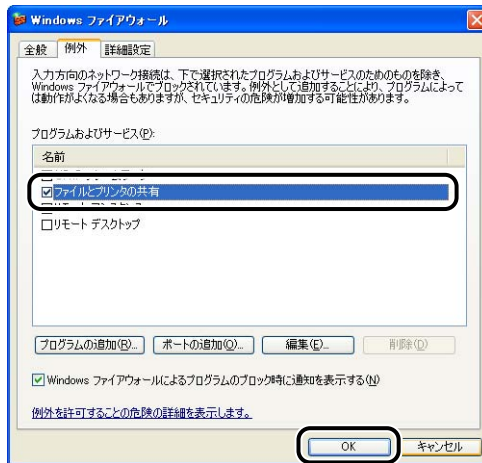 Windows ファイアウォール
全般 例外 詳細設定
入力方向のネットワーク接続は、下で選択されたプログラムおよびサービスのためのものを除き、
Windows ファイアウォールでブロックされています。例外として追加することにより、プログラムによって
は動作がよくなる場合もありますが、セキュリティの危険が増加する可能性があります。
プログラムおよびサービス(P):
名前
ファイルとプリンタの共有
リモート デスクトップ
プログラムの追加(R)... ポートの追加(O)... 編集(E)... 削除(D)
Windows ファイアウォールによるプログラムのブロック時に通知を表示する(N)
例外を許可することの危険の詳細を表示します。
OK キャンセル